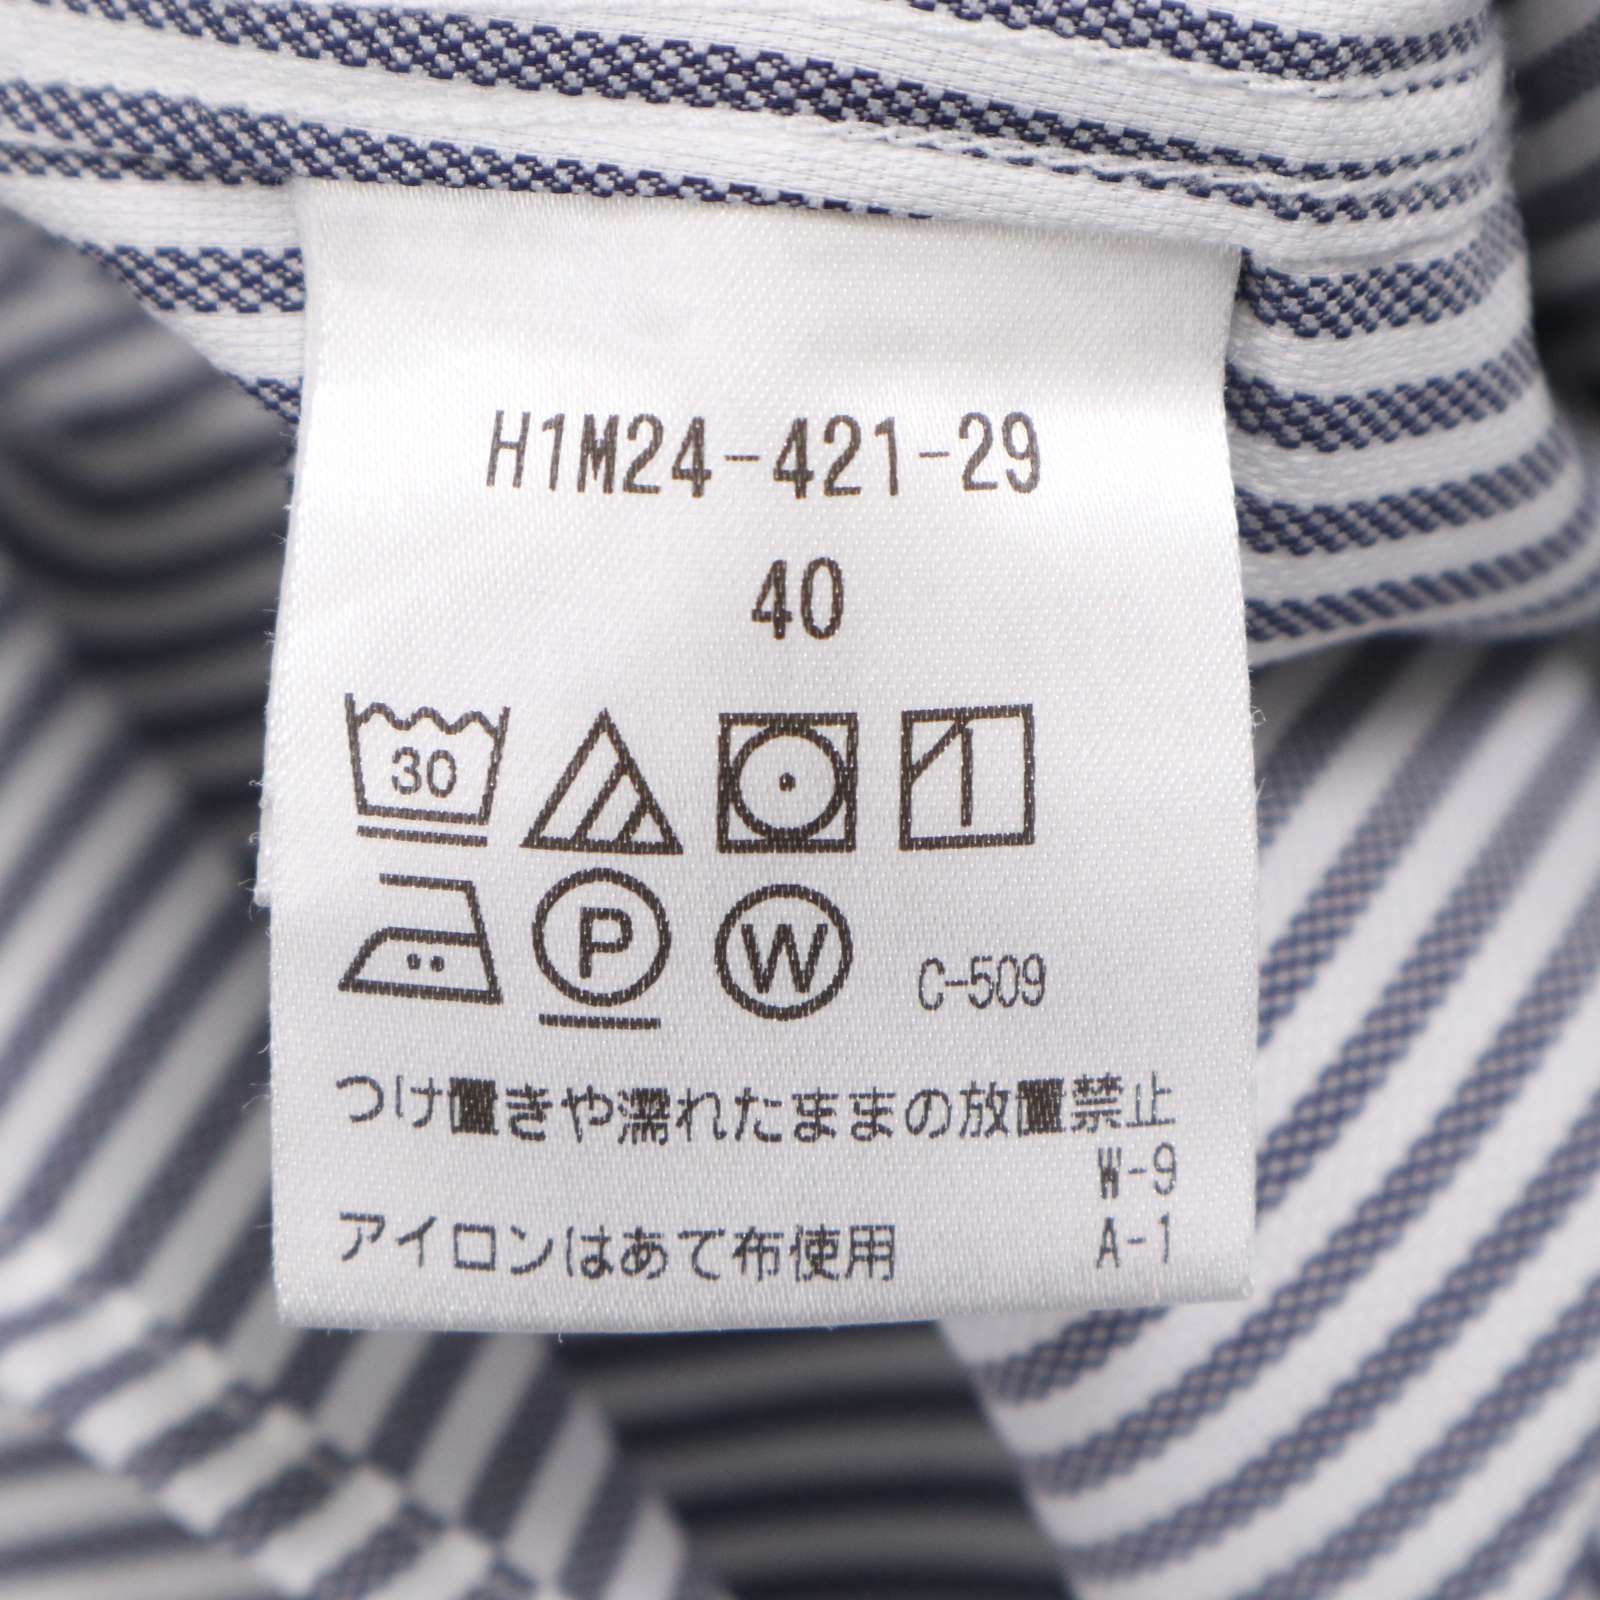 H1M24-421-29
40
30
P W C-509
つけ置きや濡れたままの放置禁止
W-9
アイロンはあて布使用 A-1